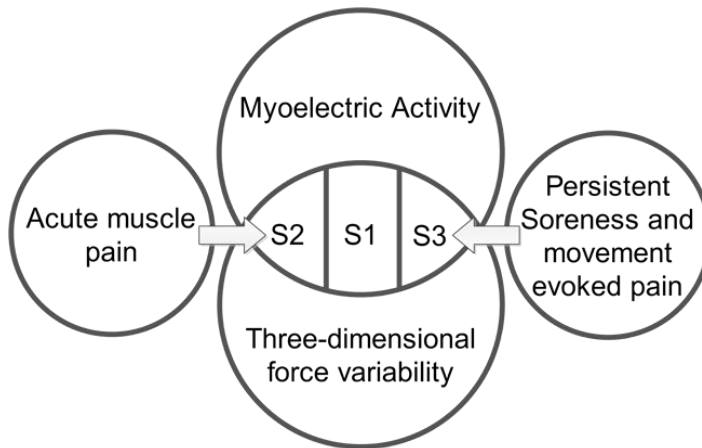 Myoelectric Activity
Acute muscle
pain
S2
S1
S3
Persistent
Soreness and
movement
evoked pain
Three-dimensional
force variability